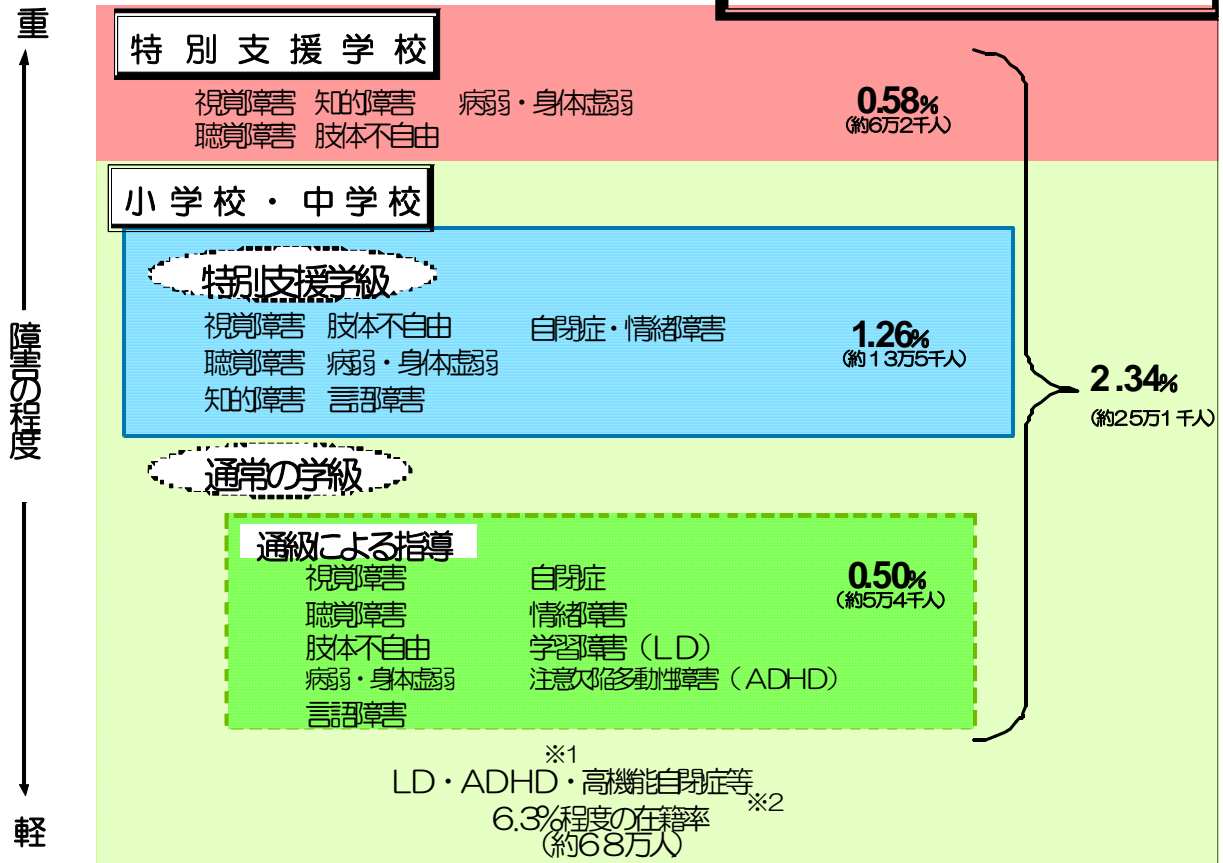 重
特別支援学校
視覚障害 知的障害 病弱・身体虚弱
聴覚障害 肢体不自由
0.58%
(約6万2千人)
小学校・中学校
特別支援学級
視覚障害 肢体不自由 自閉症・情緒障害
聴覚障害 病弱・身体虚弱
知的障害 言語障害
1.26%
(約13万5千人)
障害の程度
2.34%
(約25万1千人)
通常の学級
通級による指導
視覚障害 自閉症
聴覚障害 情緒障害
肢体不自由 学習障害(LD)
病弱・身体虚弱 注意欠陥多動性障害(ADHD)
言語障害
0.50%
(約5万4千人)
※1
LD・ADHD・高機能自閉症等
6.3%程度の在籍率※2
(約68万人)
軽